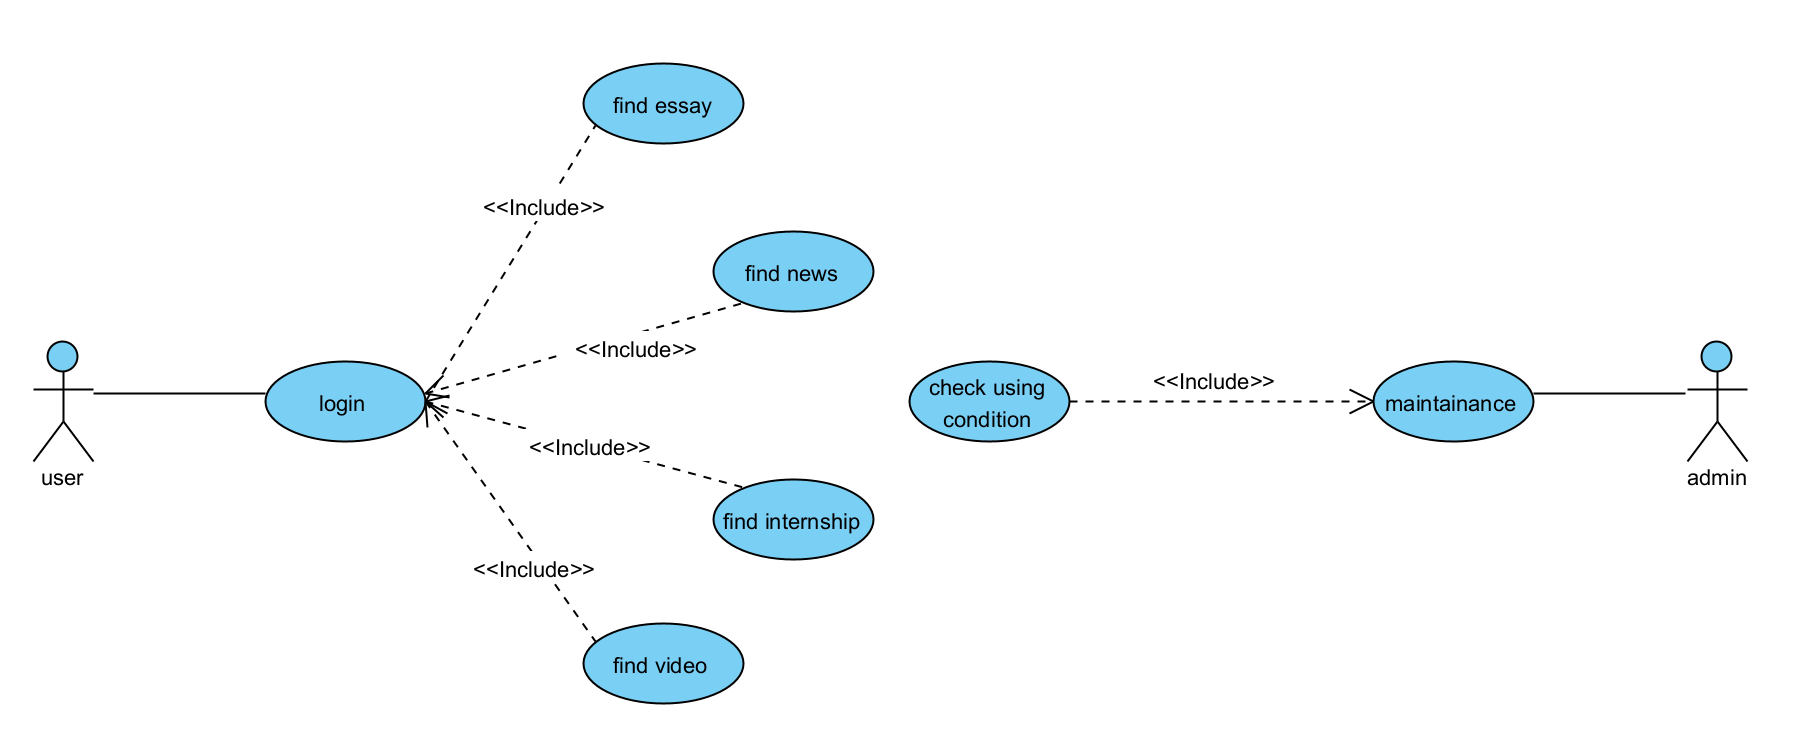 find essay
<<Include>>
find news
<<Include>>
login
user
<<Include>>
find internship
<<Include>>
find video
check using
condition
<<Include>>
maintainance
admin